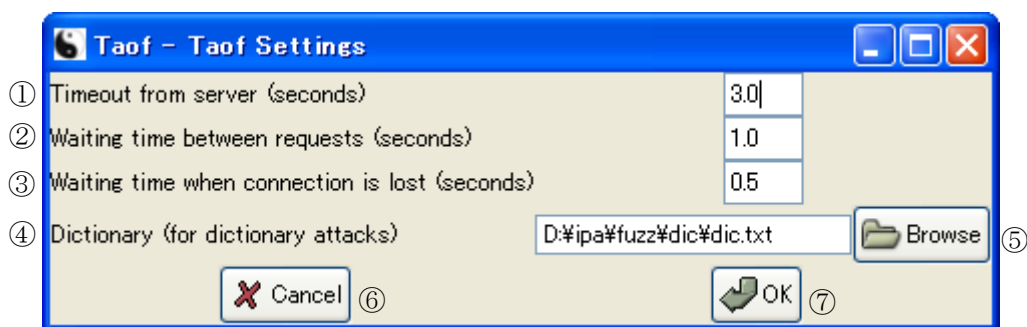 Taof - Taof Settings
① Timeout from server (seconds) 3.0
② Waiting time between requests (seconds) 1.0
③ Waiting time when connection is lost (seconds) 0.5
④ Dictionary (for dictionary attacks) D:¥ipa¥fuzz¥dic¥dic.txt Browse ⑤
Cancel ⑥ OK ⑦